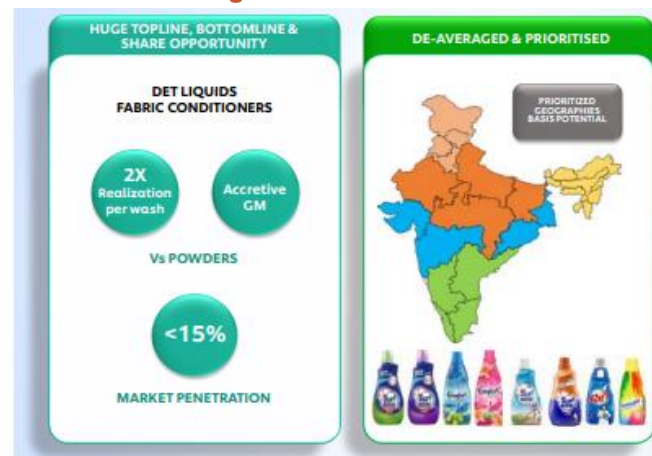 HUGE TOPLINE, BOTTOMLINE &
SHARE OPPORTUNITY
DET LIQUIDS
FABRIC CONDITIONERS
2X
Realization
per wash
Accretive
GM
Vs POWDERS
<15%
MARKET PENETRATION
DE-AVERAGED & PRIORITISED
PRIORITIZED
GEOGRAPHIES
BASIS POTENTIAL